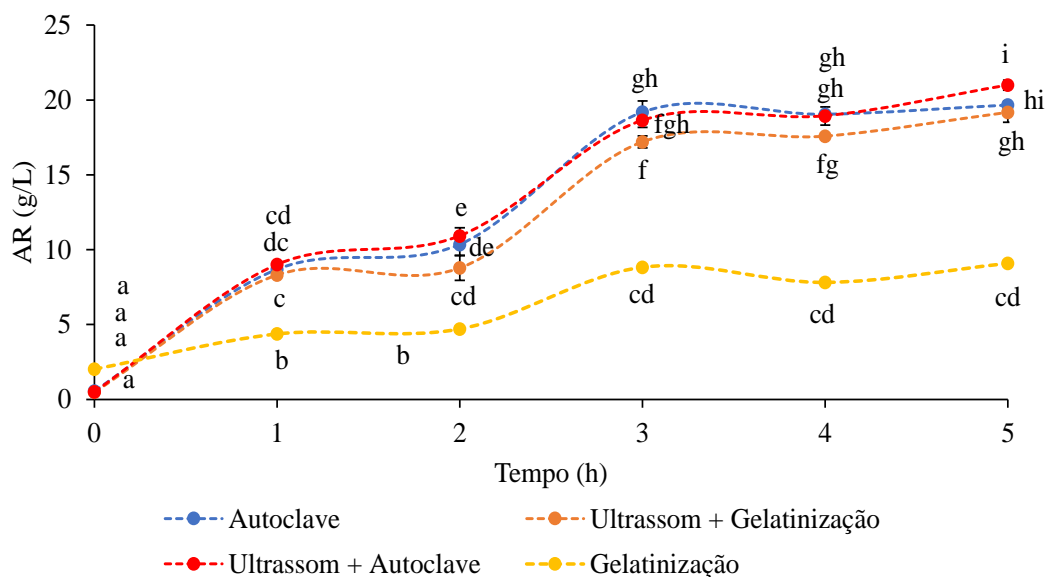 25
20
15
10
5
0
AR (g/L)
a
a
a
a
cd
dc
c
b
e
de
cd
b
gh
fgh
f
cd
gh
gh
fg
cd
i
hi
gh
cd
0 1 2 3 4 5
Tempo (h)
Autoclave Ultrassom + Gelatinização
Ultrassom + Autoclave Gelatinização